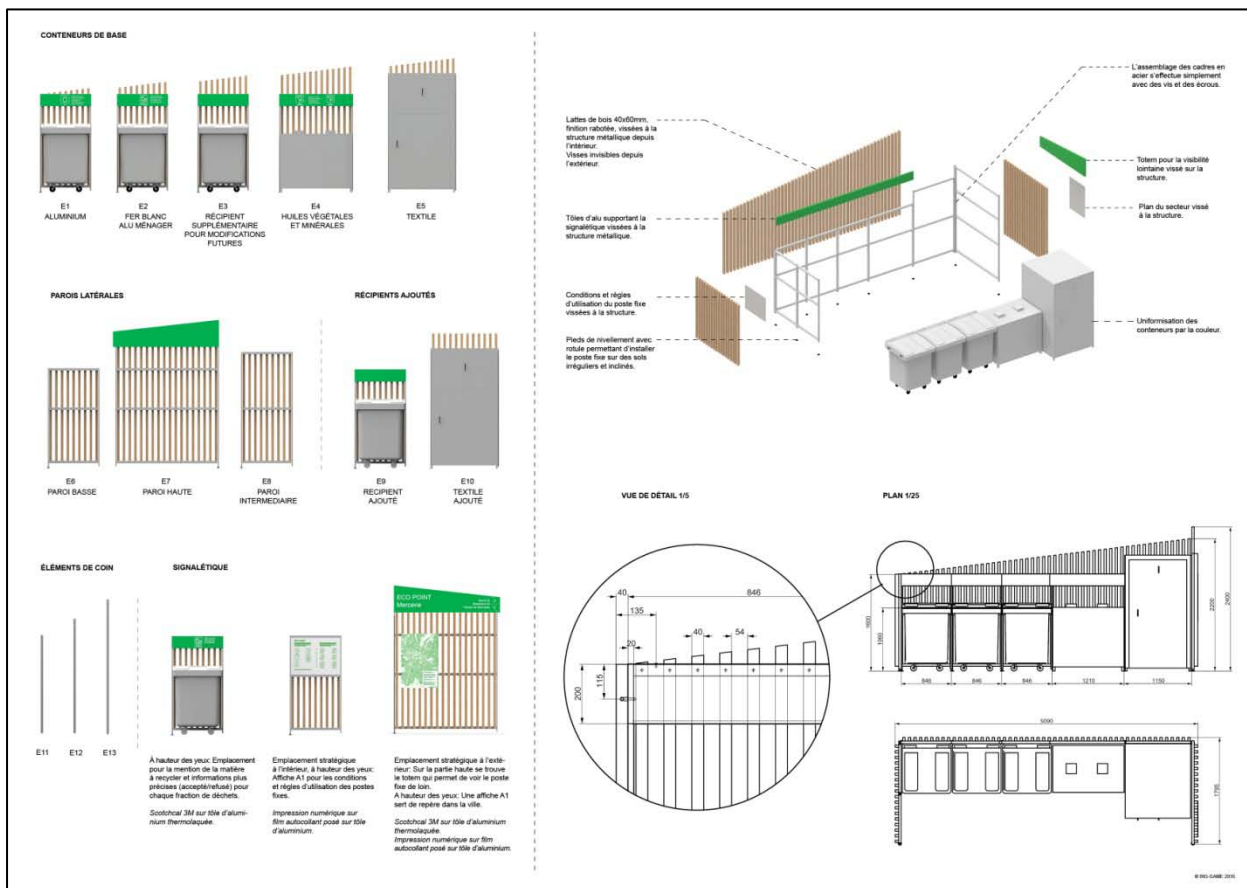 CONTENEURS DE BASE
E1
ALUMINIUM
E2
FER BLANC
ALU MÉNAGER
E3
RÉCIPIENT
SUPPLÉMENTAIRE
POUR MODIFICATIONS
FUTURES
E4
HUILES VÉGÉTALES
ET MINÉRALES
E5
TEXTILE
PAROIS LATÉRALES
RÉCIPIENTS AJOUTÉS
E6
PAROI BASSE
E7
PAROI HAUTE
E8
PAROI
INTERMEDIAIRE
E9
RECIPIENT
AJOUTÉ
E10
TEXTILE
AJOUTÉ
ÉLÉMENTS DE COIN
SIGNALÉTIQUE
E11
E12
E13
ECO POINT
Mercerie
À hauteur des yeux: Emplacement
pour la mention de la matière
à recycler et informations plus
précises (accepté/refusé) pour
chaque fraction de déchets.
Scotchcal 3M sur tôle d'alumi-
nium thermolaquée.
Emplacement stratégique
à l'intérieur, à hauteur des yeux:
Affiche A1 pour les conditions
et règles d'utilisation des postes
fixes.
Impression numérique sur
film autocollant posé sur tôle
d'aluminium.
Emplacement stratégique à l'exté-
rieur: Sur la partie haute se trouve
le totem qui permet de voir le poste
fixe de loin.
A hauteur des yeux: Une affiche A1
sert de repère dans la ville.
Scotchcal 3M sur tôle d'aluminium
thermolaquée.
Impression numérique sur film
autocollant posé sur tôle d'aluminium.
Lattes de bois 40x60mm,
finition rabotée, vissées à la
structure métallique depuis
l'intérieur.
Visses invisibles depuis
l'extérieur.
Tôles d'alu supportant la
signalétique vissées à la
structure métallique.
Conditions et règles
d'utilisation du poste fixe
vissées à la structure.
Pieds de nivellement avec
rotule permettant d'installer
le poste fixe sur des sols
irréguliers et inclinés.
L'assemblage des cadres en
acier s'effectue simplement
avec des vis et des écrous.
Totem pour la visibilité
lointaine vissé sur la
structure.
Plan du secteur vissé
à la structure.
Uniformisation des
conteneurs par la couleur.
VUE DE DÉTAIL 1/5
40
846
135
20
40
54
115
200
PLAN 1/25
1600
1060
2200
2400
846
846
846
1210
1150
5090
1795